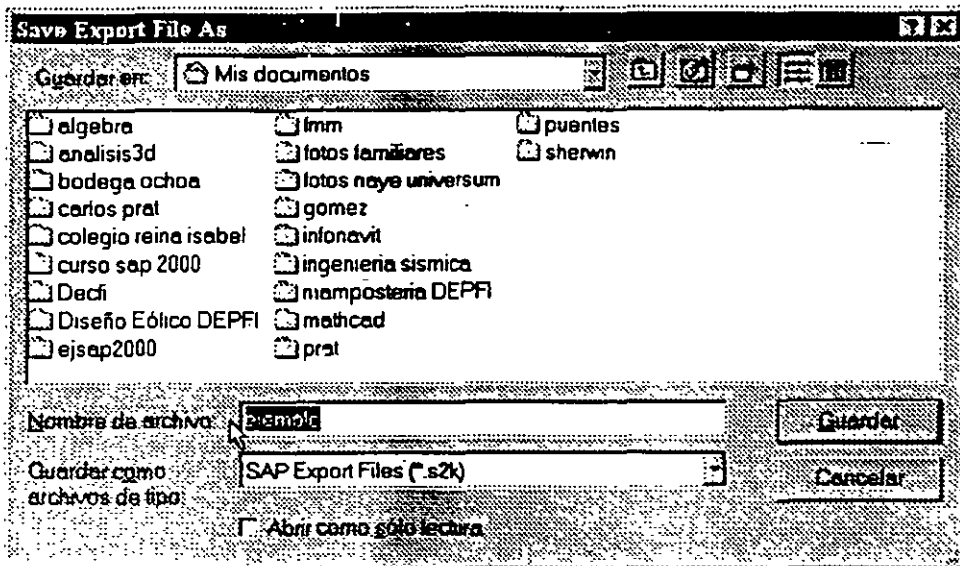 Save Export File As
Guardar en: Mis documentos
algebra
analisis3d
bodega ochoa
carlos prat
colegio reina isabel
curso sap 2000
Decfi
Diseño Eólico DEPFI
ejsap2000
fmm
fotos familiares
fotos naye universum
gomez
infonavit
ingenieria sismica
mamposteria DEPFI
mathcad
prat
puentes
sherwin
Nombre de archivo: ejemplo
Guardar
Guardar como archivos de tipo: SAP Export Files (*.s2k)
Cancelar
Abrir como sólo lectura